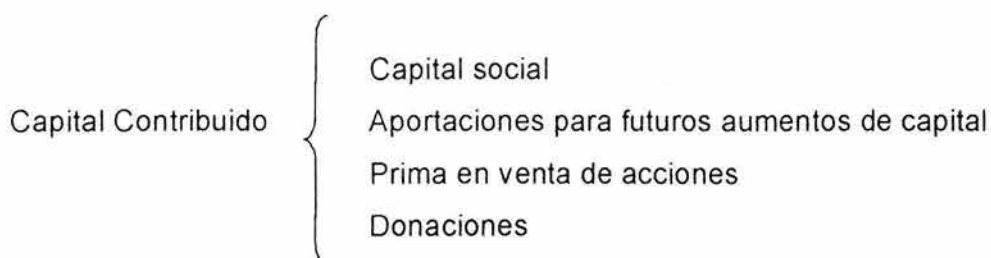 Capital social
Capital Contribuido
Aportaciones para futuros aumentos de capital
Prima en venta de acciones
Donaciones